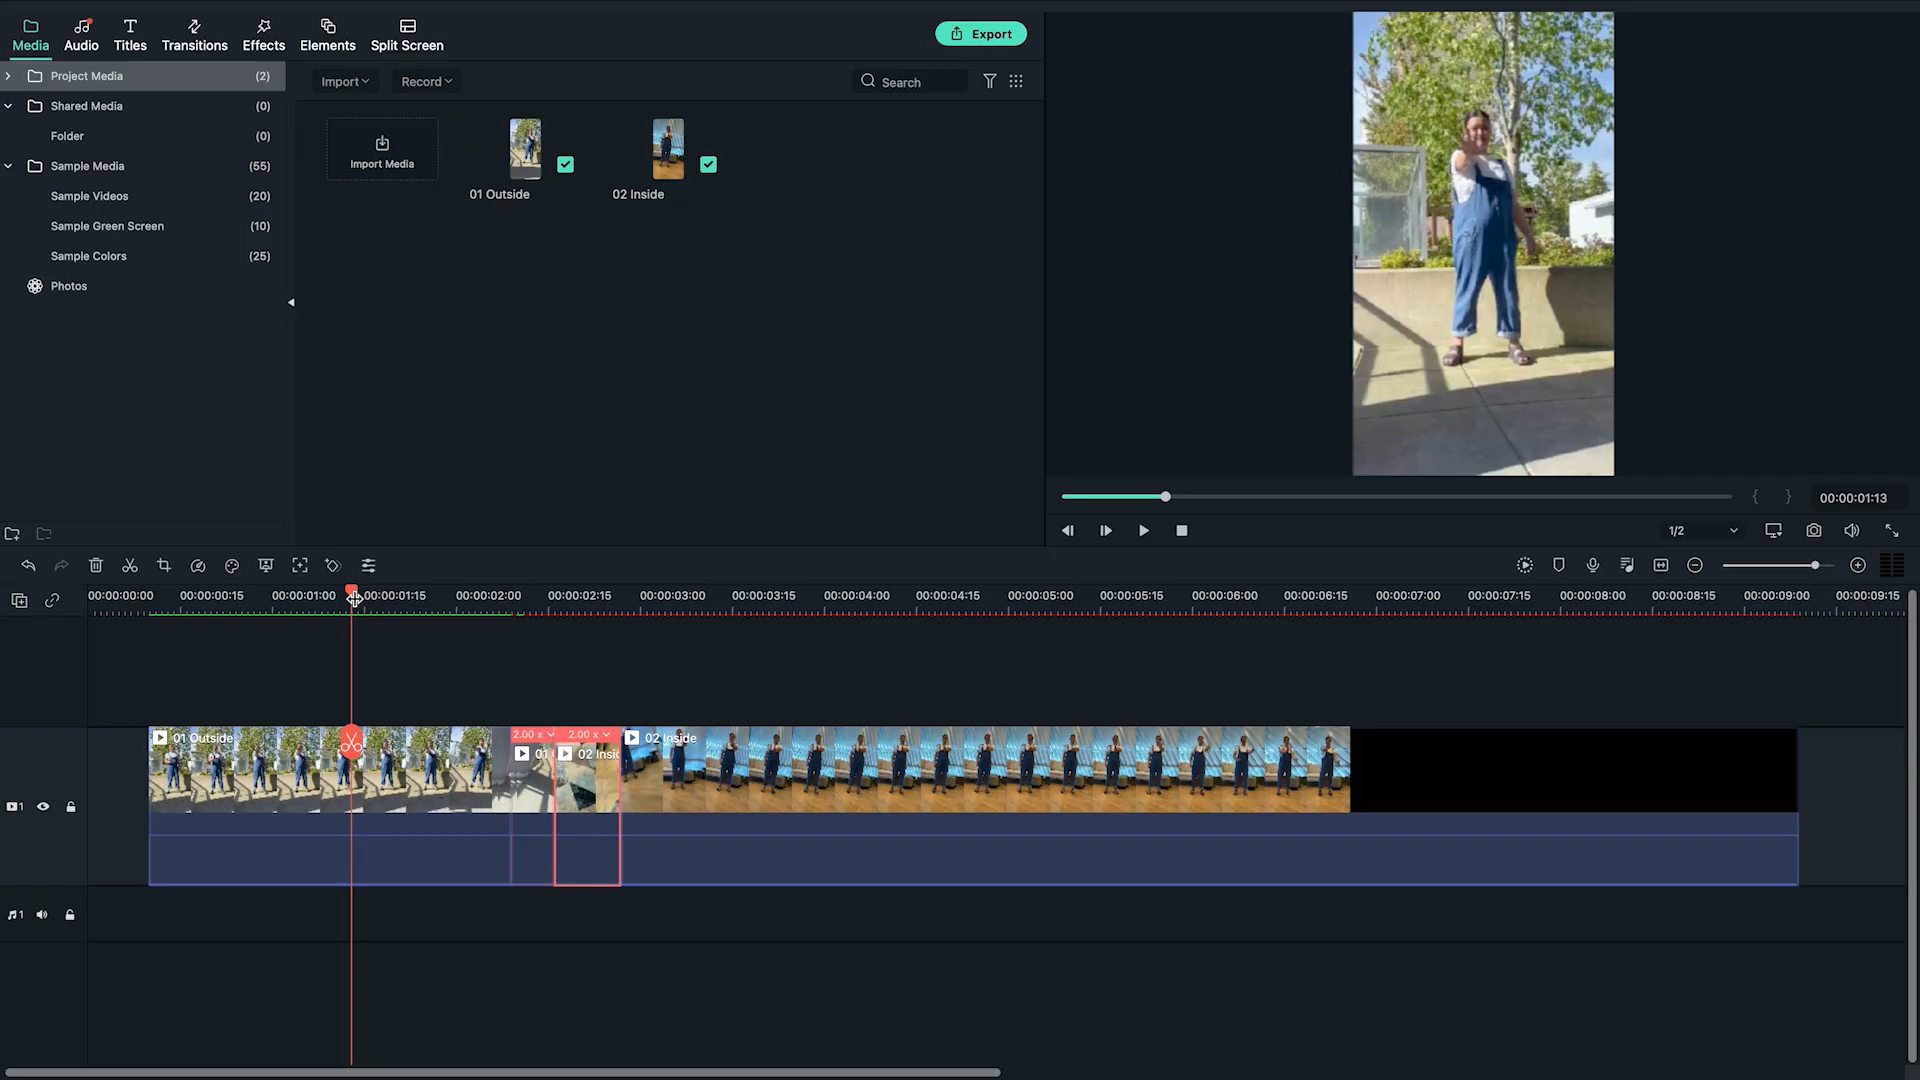 Media Audio Titles Transitions Effects Elements Split Screen
Export
Project Media (2)
Shared Media (0)
Folder (0)
Sample Media (55)
Sample Videos (20)
Sample Green Screen (10)
Sample Colors (25)
Photos
Import Record Search
Import Media
01 Outside
02 Inside
00:00:01:13
1/2
00:00:00:00 00:00:00:15 00:00:01:00 00:00:01:15 00:00:02:00 00:00:02:15 00:00:03:00 00:00:03:15 00:00:04:00 00:00:04:15 00:00:05:00 00:00:05:15 00:00:06:00 00:00:06:15 00:00:07:00 00:00:07:15 00:00:08:00 00:00:08:15 00:00:09:00 00:00:09:15
2.00 x 2.00 x
01 Outside 01 02 Insid 02 Inside
1
1